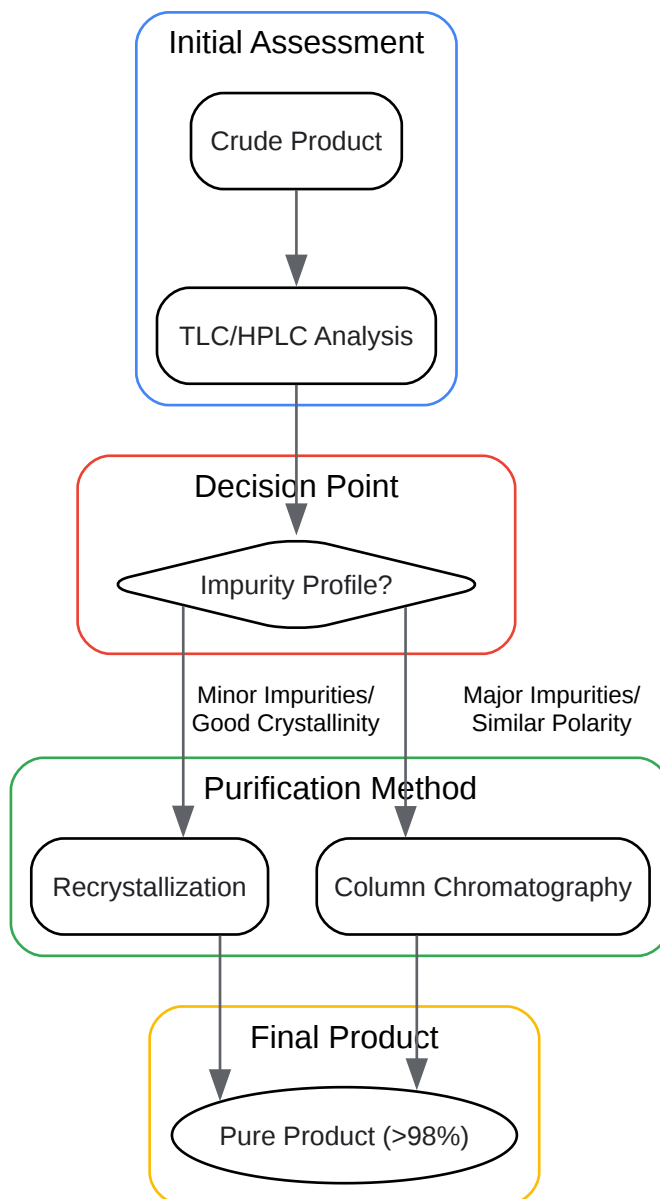 Initial Assessment
Crude Product
TLC/HPLC Analysis
Decision Point
Impurity Profile?
Minor Impurities/
Good Crystallinity
Major Impurities/
Similar Polarity
Purification Method
Recrystallization
Column Chromatography
Final Product
Pure Product (>98%)